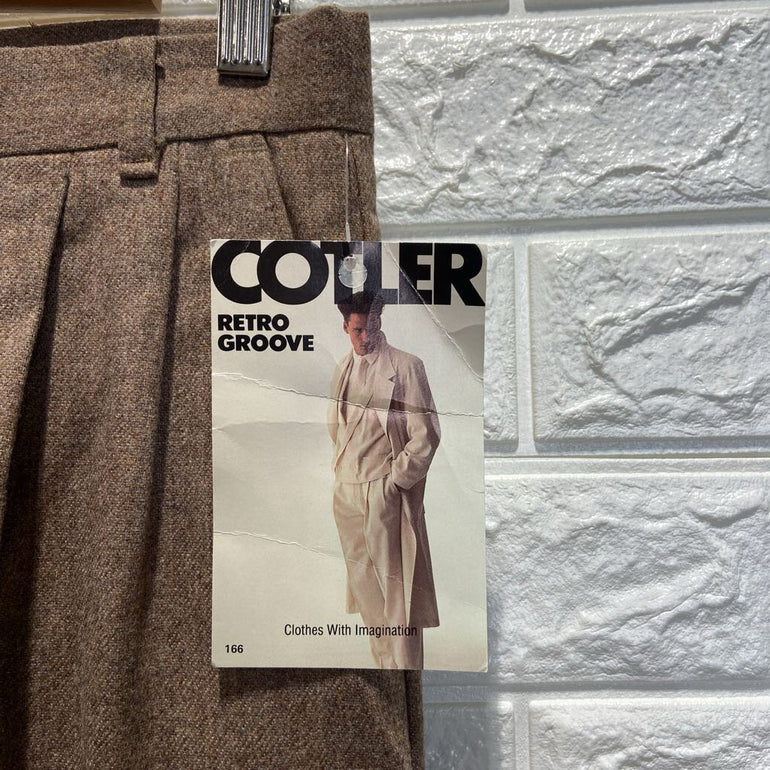 COTLER
RETRO
GROOVE
Clothes With Imagination
166